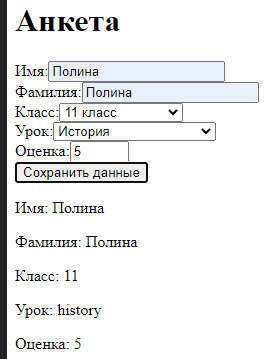 Анкета
Имя: Полина
Фамилия: Полина
Класс: 11 класс
Урок: История
Оценка: 5
Сохранить данные
Имя: Полина
Фамилия: Полина
Класс: 11
Урок: history
Оценка: 5